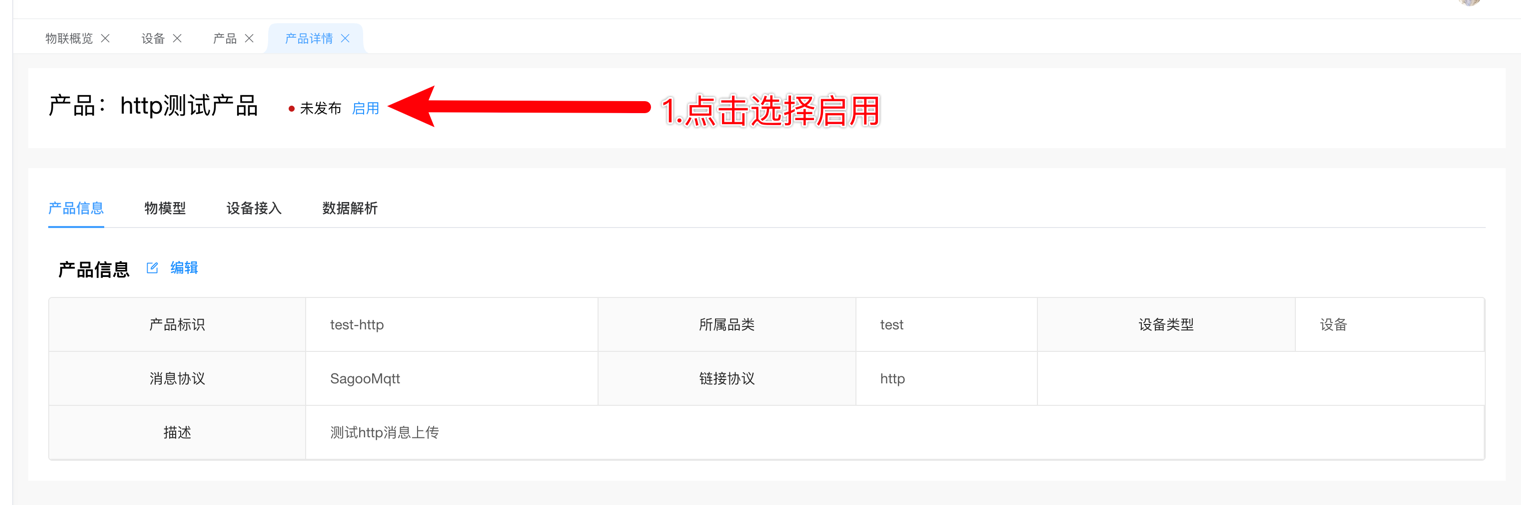 物联概览 设备 产品 产品详情
产品：http测试产品 未发布 启用 1.点击选择启用
产品信息 物模型 设备接入 数据解析
产品信息 编辑
产品标识 test-http 所属品类 test 设备类型 设备
消息协议 SagooMqtt 链接协议 http
描述 测试http消息上传